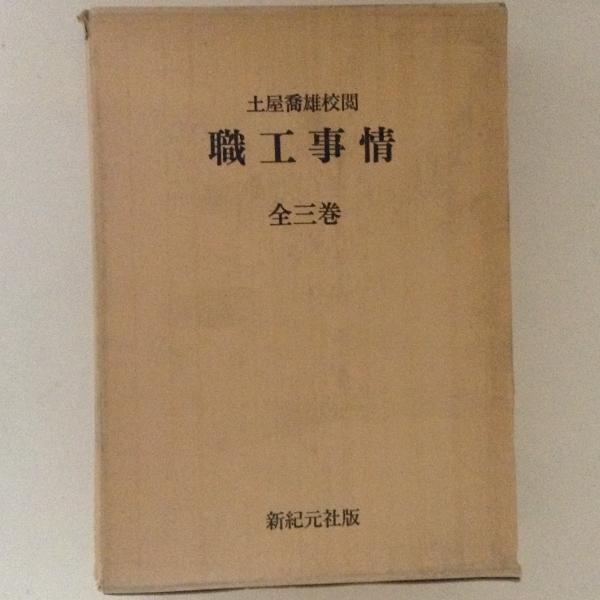 土屋喬雄校閲
職工事情
全三巻
新紀元社版